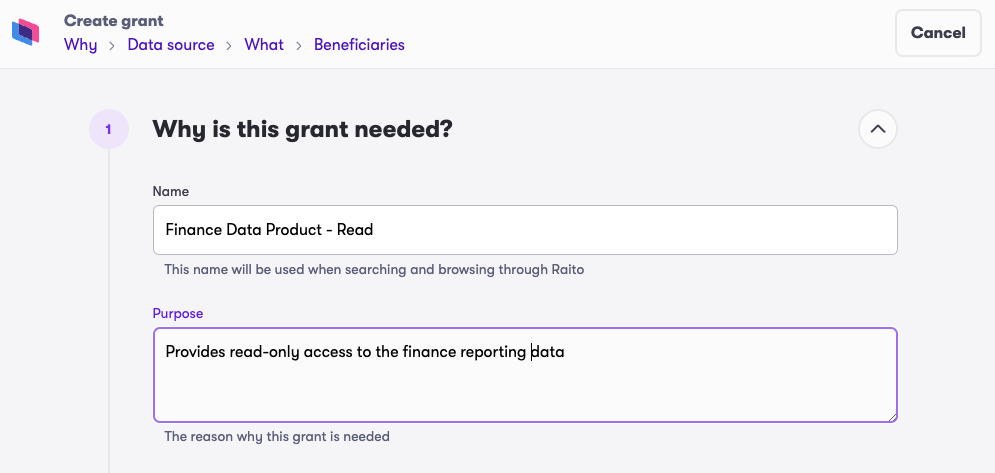 Create grant
Why > Data source > What > Beneficiaries
Cancel
1
Why is this grant needed?
Name
Finance Data Product - Read
This name will be used when searching and browsing through Raito
Purpose
Provides read-only access to the finance reporting data
The reason why this grant is needed